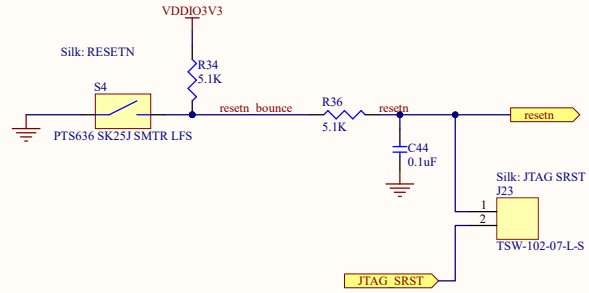 VDDIO3V3
Silk: RESETN
R34
5.1K
S4
resetn_bounce
R36
resetn
resetn
PTS636 SK25J SMTR LFS
5.1K
C44
0.1uF
Silk: JTAG SRST
J23
1
2
TSW-102-07-L-S
JTAG_SRST